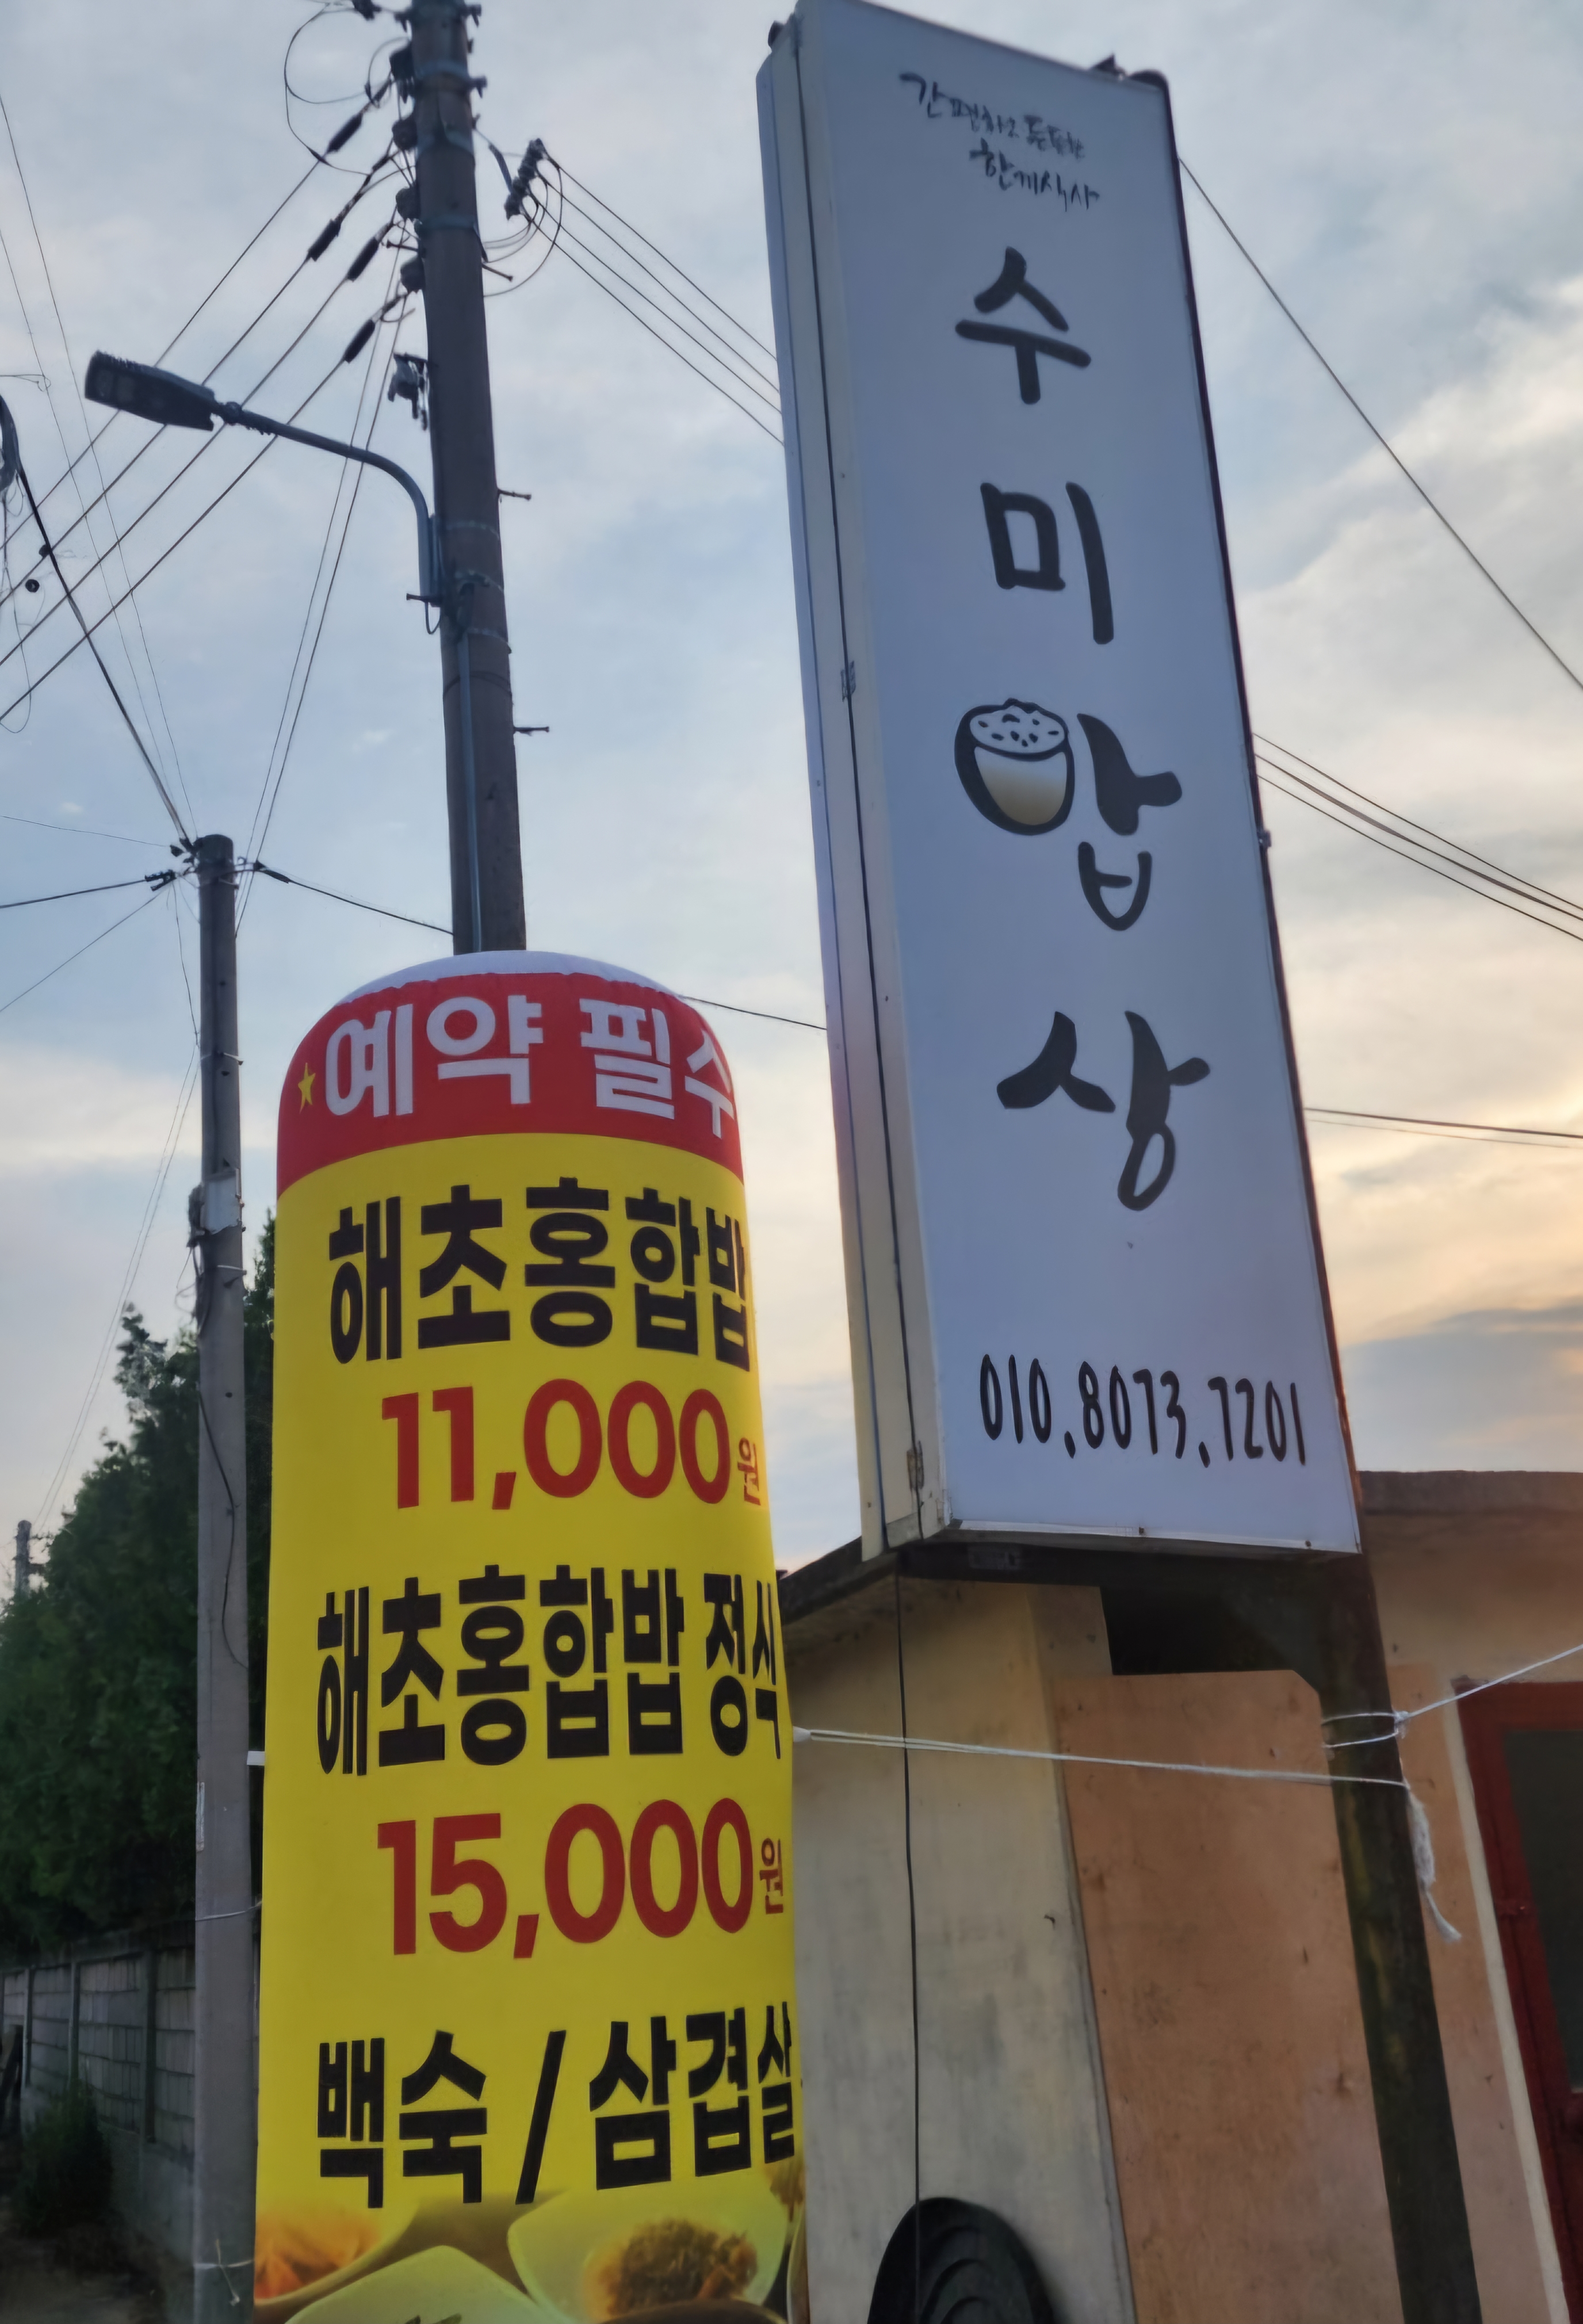 간편하고 든든한
한끼식사
수미밥상
010.8073.7201
예약 필수
해초홍합밥
11,000원
해초홍합밥 정식
15,000원
백숙 / 삼겹살